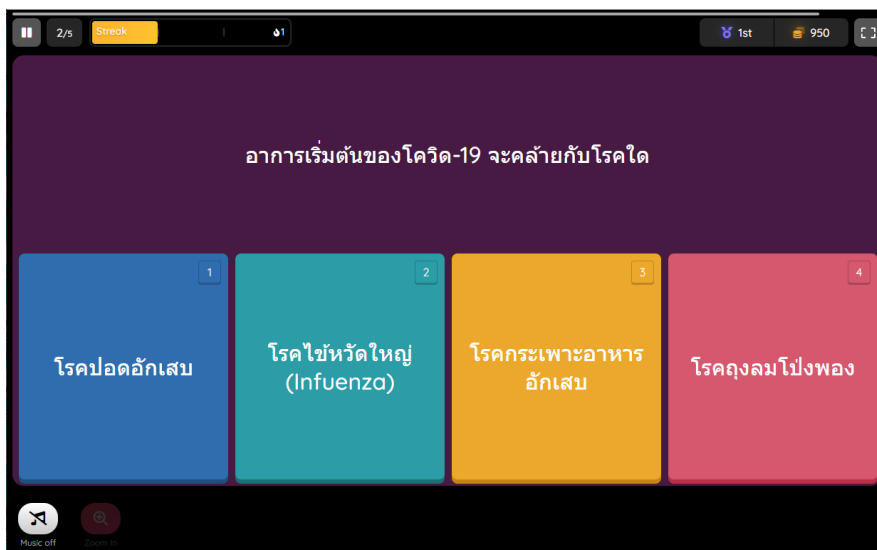 2/5
Streak
1
1st
950
อาการเริ่มต้นของโควิด-19 จะคล้ายกับโรคใด
1
โรคปอดอักเสบ
2
โรคไข้หวัดใหญ่
(Infuenza)
3
โรคกระเพาะอาหาร
อักเสบ
4
โรคถุงลมโป่งพอง
Music off
Zoom In